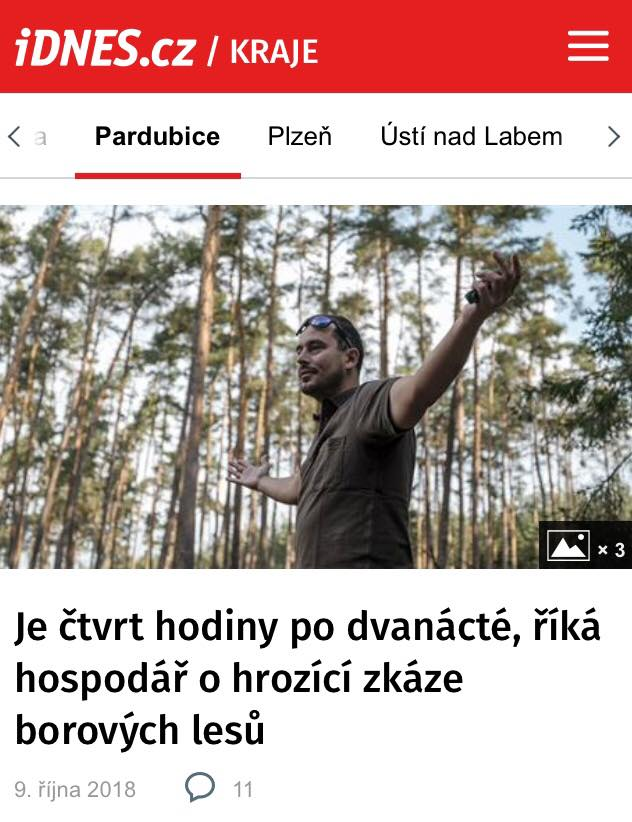 iDNES.cz / KRAJE
a Pardubice Plzeň Ústí nad Labem
× 3
Je čtvrt hodiny po dvanácté, říká
hospodář o hrozící zkáze
borových lesů
9. října 2018 11